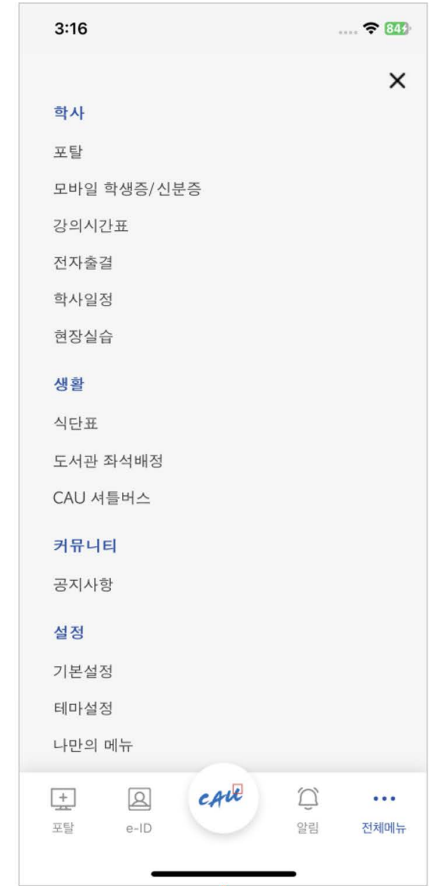 3:16
84
학사
포탈
모바일 학생증/신분증
강의시간표
전자출결
학사일정
현장실습
생활
식단표
도서관 좌석배정
CAU 셔틀버스
커뮤니티
공지사항
설정
기본설정
테마설정
나만의 메뉴
CAU
포탈
e-ID
알림
전체메뉴